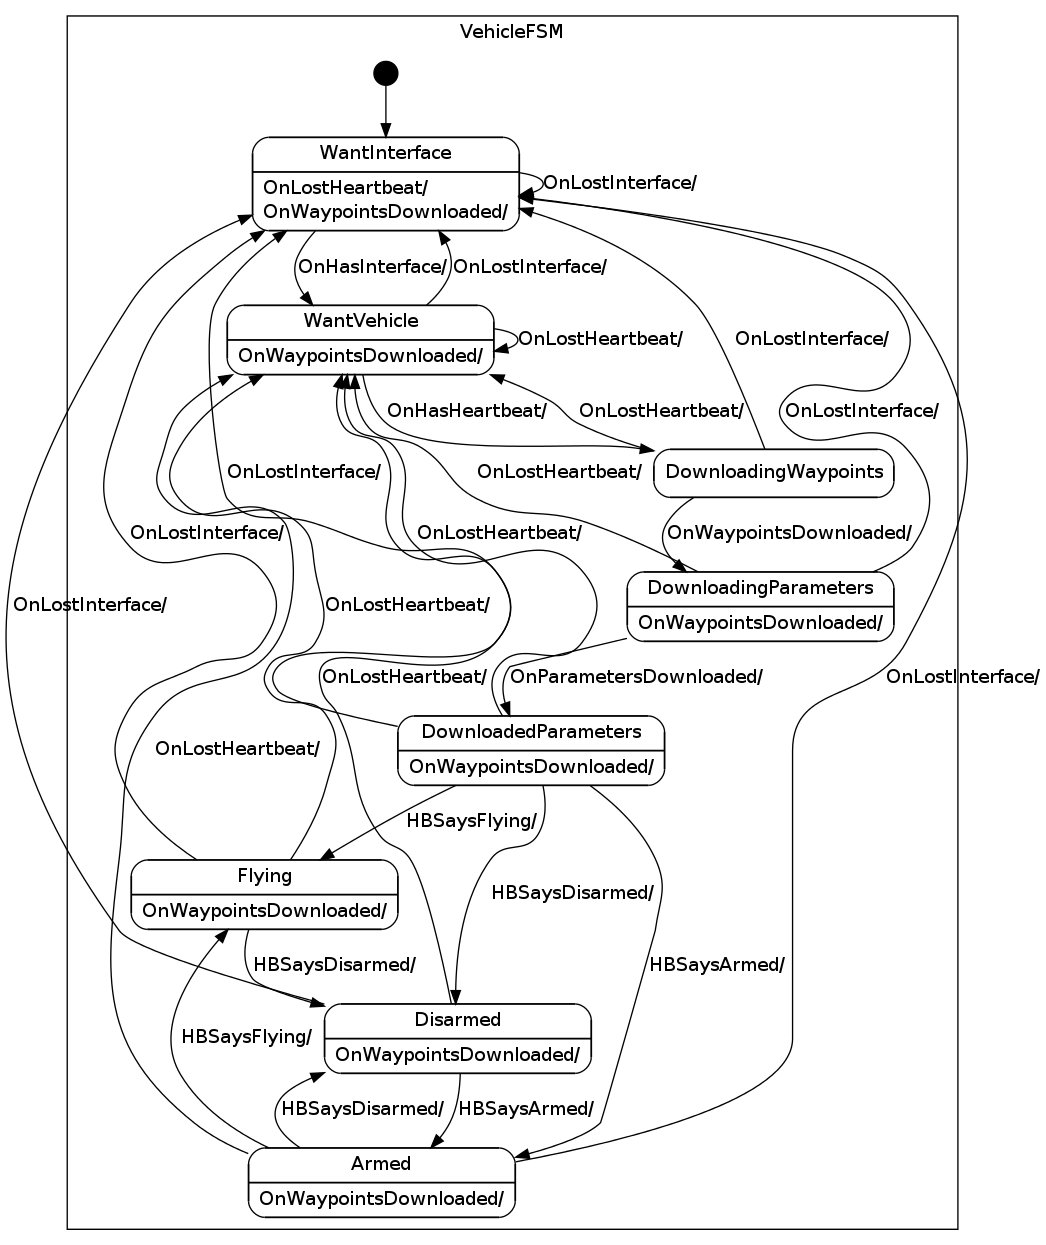 VehicleFSM
WantInterface
OnLostHeartbeat/
OnWaypointsDownloaded/
OnLostInterface/
OnHasInterface/
OnLostInterface/
WantVehicle
OnWaypointsDownloaded/
OnLostHeartbeat/
OnLostInterface/
OnHasHeartbeat/
OnLostHeartbeat/
OnLostInterface/
OnLostInterface/
OnLostHeartbeat/
DownloadingWaypoints
OnLostInterface/
OnLostHeartbeat/
OnWaypointsDownloaded/
DownloadingParameters
OnWaypointsDownloaded/
OnLostInterface/
OnLostHeartbeat/
OnLostHeartbeat/
OnParametersDownloaded/
OnLostInterface/
DownloadedParameters
OnWaypointsDownloaded/
OnLostHeartbeat/
HBSaysFlying/
Flying
OnWaypointsDownloaded/
HBSaysDisarmed/
HBSaysDisarmed/
HBSaysArmed/
Disarmed
OnWaypointsDownloaded/
HBSaysFlying/
HBSaysDisarmed/
HBSaysArmed/
Armed
OnWaypointsDownloaded/